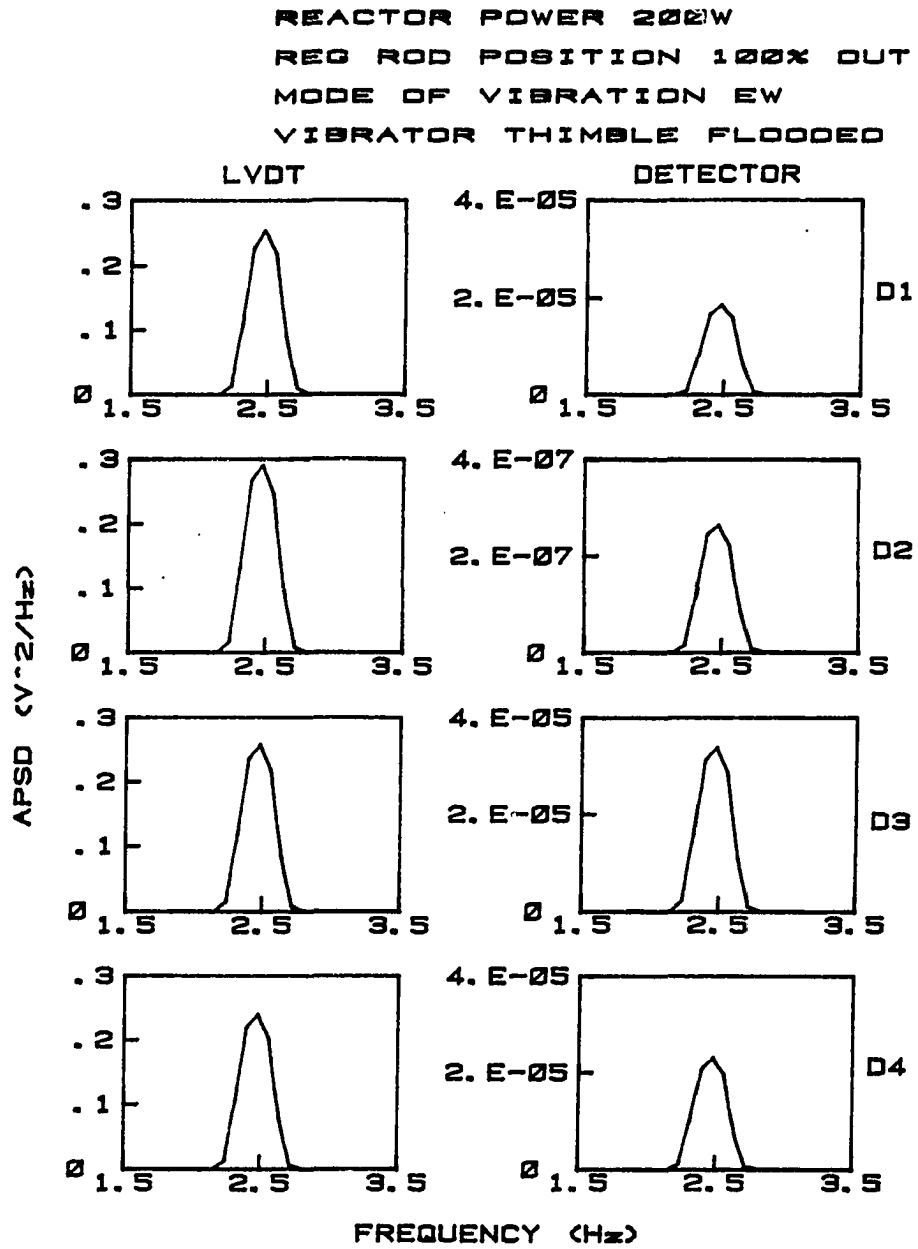 REACTOR POWER 200W
REG ROD POSITION 100% OUT
MODE OF VIBRATION EW
VIBRATOR THIMBLE FLOODED
LVDT DETECTOR
.3 4. E-05
.2 2. E-05 D1
.1
0 0
1.5 2.5 3.5 1.5 2.5 3.5
.3 4. E-07
.2 2. E-07 D2
.1
0 0
1.5 2.5 3.5 1.5 2.5 3.5
APSD (V^2/Hz)
.3 4. E-05
.2 2. E-05 D3
.1
0 0
1.5 2.5 3.5 1.5 2.5 3.5
.3 4. E-05
.2 2. E-05 D4
.1
0 0
1.5 2.5 3.5 1.5 2.5 3.5
FREQUENCY (Hz)